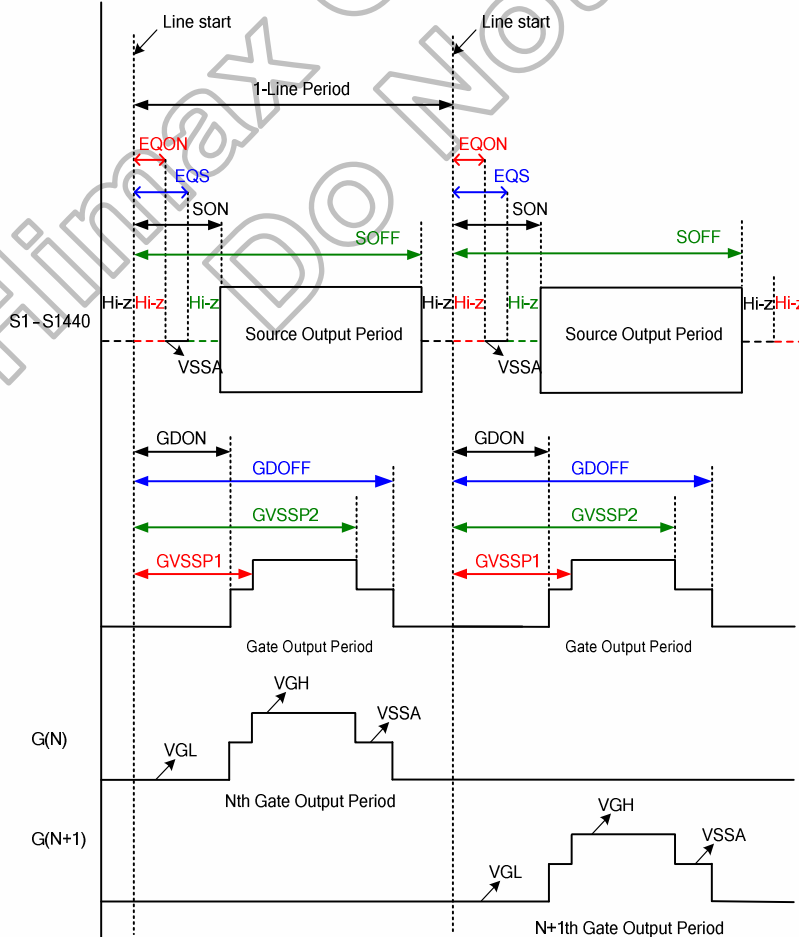 Line start Line start
1-Line Period
EQON EQON
EQS EQS
SON SON
SOFF SOFF
Hi-z Hi-z Hi-z Hi-z Hi-z Hi-z Hi-z
S1-S1440 Source Output Period Source Output Period
VSSA VSSA
GDON GDON
GDOFF GDOFF
GVSSP2 GVSSP2
GVSSP1 GVSSP1
Gate Output Period Gate Output Period
VGH
VSSA
G(N)
VGL
Nth Gate Output Period
VGH
G(N+1) VSSA
VGL
N+1th Gate Output Period
Himax
Do Not